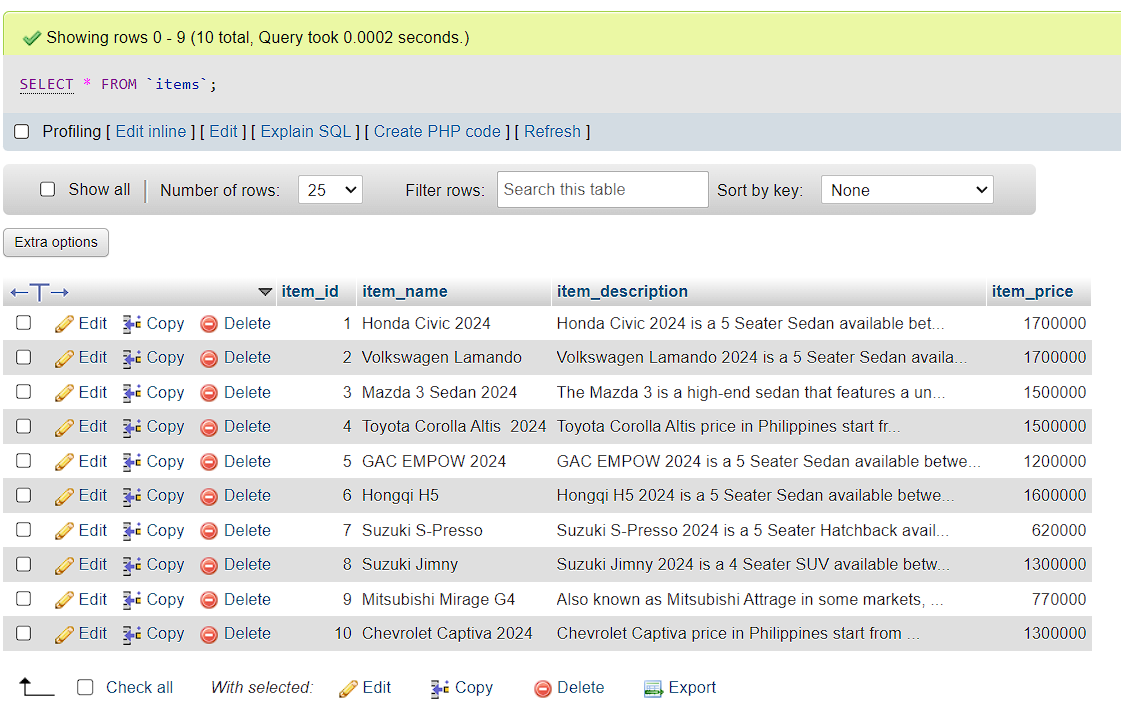 Showing rows 0 - 9 (10 total, Query took 0.0002 seconds.)
SELECT * FROM `items`;
Profiling [ Edit inline ] [ Edit ] [ Explain SQL ] [ Create PHP code ] [ Refresh ]
Show all Number of rows: 25 Filter rows: Search this table Sort by key: None
Extra options
item_id item_name item_description item_price
Edit Copy Delete 1 Honda Civic 2024 Honda Civic 2024 is a 5 Seater Sedan available bet... 1700000
Edit Copy Delete 2 Volkswagen Lamando Volkswagen Lamando 2024 is a 5 Seater Sedan availa... 1700000
Edit Copy Delete 3 Mazda 3 Sedan 2024 The Mazda 3 is a high-end sedan that features a un... 1500000
Edit Copy Delete 4 Toyota Corolla Altis  2024 Toyota Corolla Altis price in Philippines start fr... 1500000
Edit Copy Delete 5 GAC EMPOW 2024 GAC EMPOW 2024 is a 5 Seater Sedan available betwe... 1200000
Edit Copy Delete 6 Hongqi H5 Hongqi H5 2024 is a 5 Seater Sedan available betwe... 1600000
Edit Copy Delete 7 Suzuki S-Presso Suzuki S-Presso 2024 is a 5 Seater Hatchback avail... 620000
Edit Copy Delete 8 Suzuki Jimny Suzuki Jimny 2024 is a 4 Seater SUV available betw... 1300000
Edit Copy Delete 9 Mitsubishi Mirage G4 Also known as Mitsubishi Attrage in some markets, ... 770000
Edit Copy Delete 10 Chevrolet Captiva 2024 Chevrolet Captiva price in Philippines start from ... 1300000
Check all With selected: Edit Copy Delete Export